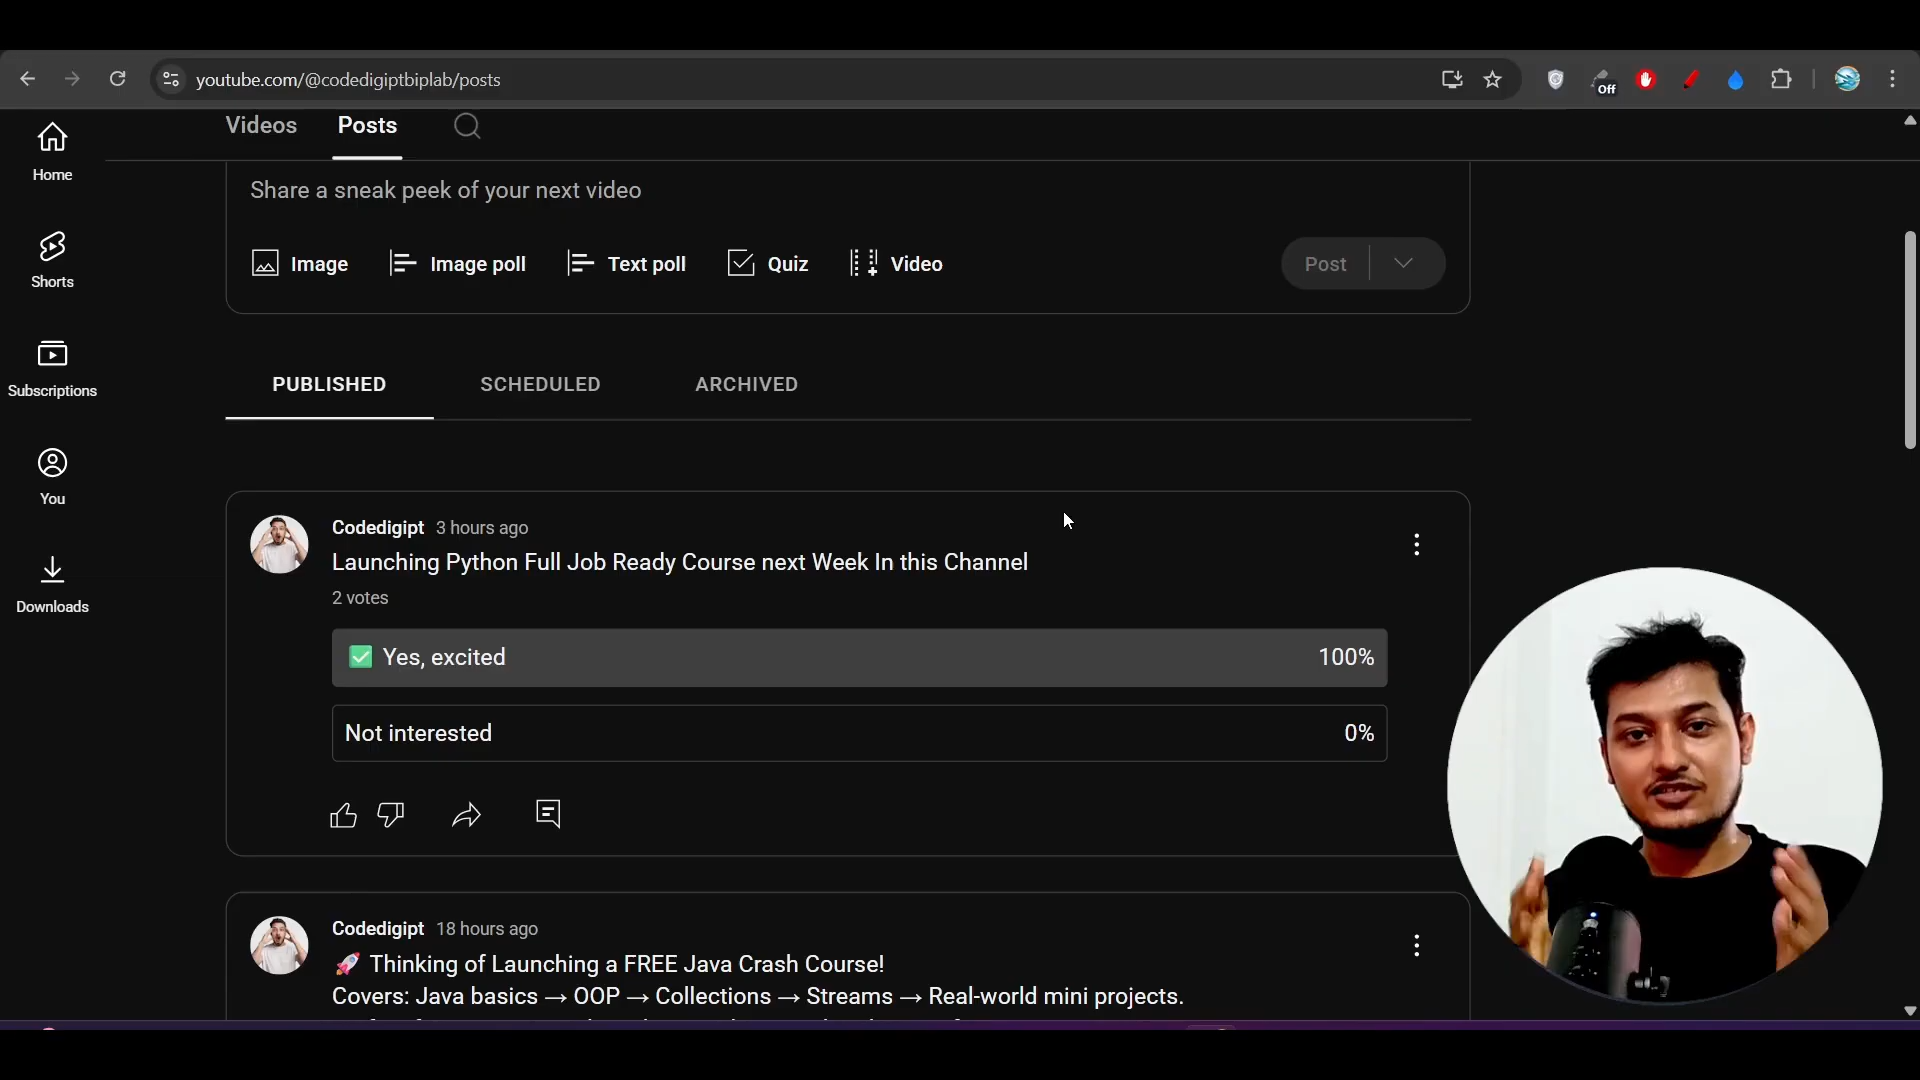 youtube.com/@codedigiptbiplab/posts
Off
Videos
Posts
Home
Shorts
Subscriptions
You
Downloads
Share a sneak peek of your next video
Image
Image poll
Text poll
Quiz
Video
Post
PUBLISHED
SCHEDULED
ARCHIVED
Codedigipt 3 hours ago
Launching Python Full Job Ready Course next Week In this Channel
2 votes
✅ Yes, excited 100%
Not interested 0%
Codedigipt 18 hours ago
🚀 Thinking of Launching a FREE Java Crash Course!
Covers: Java basics → OOP → Collections → Streams → Real-world mini projects.